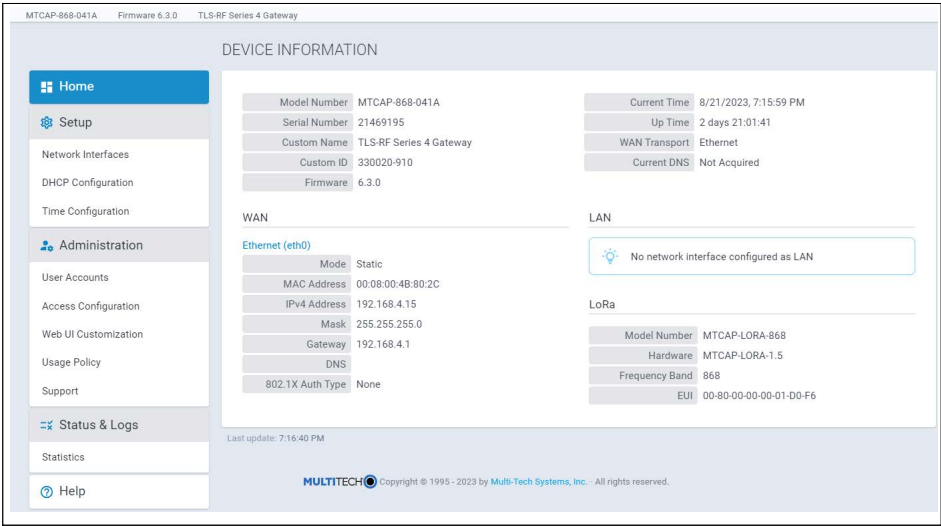 MTCAP-868-041A Firmware 6.3.0 TLS-RF Series 4 Gateway
DEVICE INFORMATION
Home
Setup
Network Interfaces
DHCP Configuration
Time Configuration
Administration
User Accounts
Access Configuration
Web UI Customization
Usage Policy
Support
Status & Logs
Statistics
Help
Model Number MTCAP-868-041A
Serial Number 21469195
Custom Name TLS-RF Series 4 Gateway
Custom ID 330020-910
Firmware 6.3.0
Current Time 8/21/2023, 7:15:59 PM
Up Time 2 days 21:01:41
WAN Transport Ethernet
Current DNS Not Acquired
WAN
Ethernet (eth0)
Mode Static
MAC Address 00:08:00:4B:80:2C
IPv4 Address 192.168.4.15
Mask 255.255.255.0
Gateway 192.168.4.1
DNS
802.1X Auth Type None
LAN
No network interface configured as LAN
LoRa
Model Number MTCAP-LORA-868
Hardware MTCAP-LORA-1.5
Frequency Band 868
EUI 00-80-00-00-00-01-D0-F6
Last update: 7:16:40 PM
MULTITECH Copyright © 1995 - 2023 by Multi-Tech Systems, Inc. - All rights reserved.